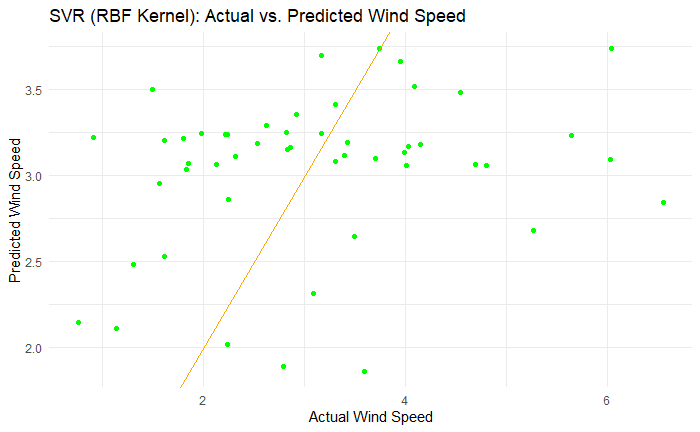 SVR (RBF Kernel): Actual vs. Predicted Wind Speed
3.5
3.0
2.5
2.0
Predicted Wind Speed
2 4 6
Actual Wind Speed